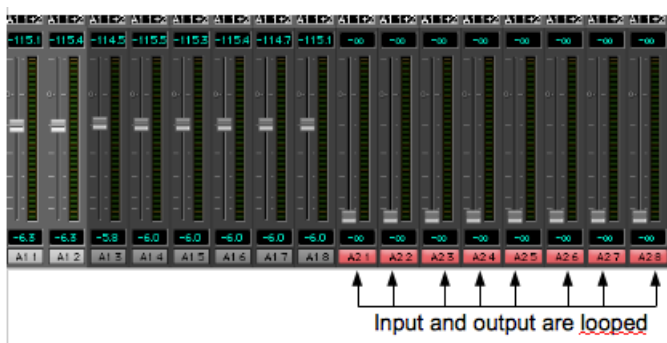 -115.1 -115.4 -114.5 -115.5 -115.3 -115.4 -114.7 -115.1 -∞ -∞ -∞ -∞ -∞ -∞ -∞ -∞
-6.3 -6.3 -5.8 -6.0 -6.0 -6.0 -6.0 -6.0 -∞ -∞ -∞ -∞ -∞ -∞ -∞ -∞
A1 1 A1 2 A1 3 A1 4 A1 5 A1 6 A1 7 A1 8 A2 1 A2 2 A2 3 A2 4 A2 5 A2 6 A2 7 A2 8
Input and output are looped